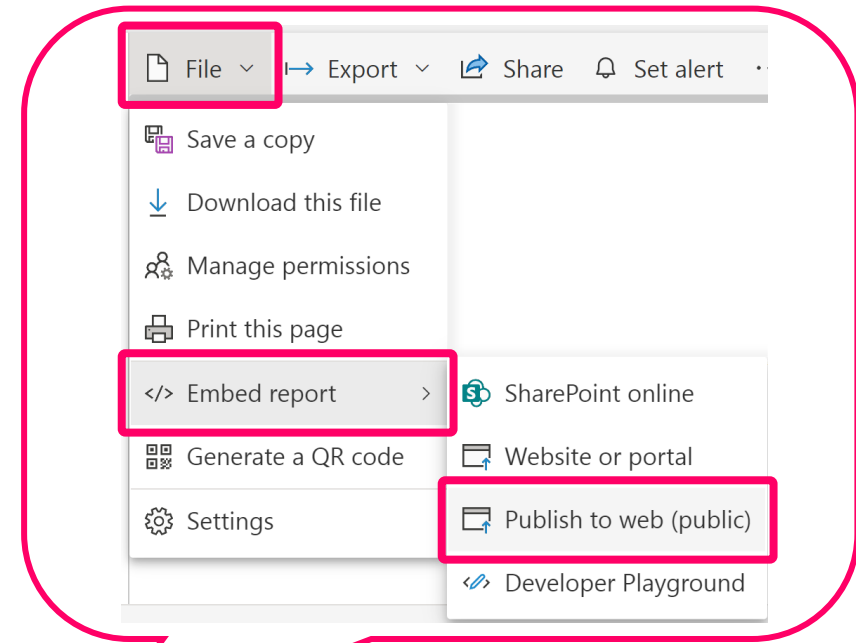 File Export Share Set alert
Save a copy
Download this file
Manage permissions
Print this page
</> Embed report > SharePoint online
Generate a QR code Website or portal
Settings Publish to web (public)
Developer Playground